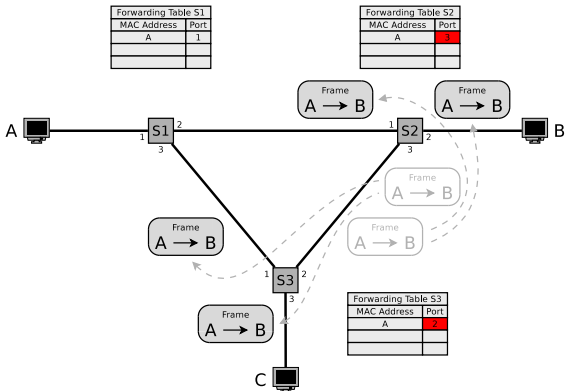 Forwarding Table S1
MAC Address Port
A 1
Forwarding Table S2
MAC Address Port
A 3
Frame
A B
Frame
A B
A
1
S1
2
3
1
S2
2
3
B
Frame
A B
Frame
A B
Frame
A B
1
S3
2
3
Frame
A B
Forwarding Table S3
MAC Address Port
A 2
C